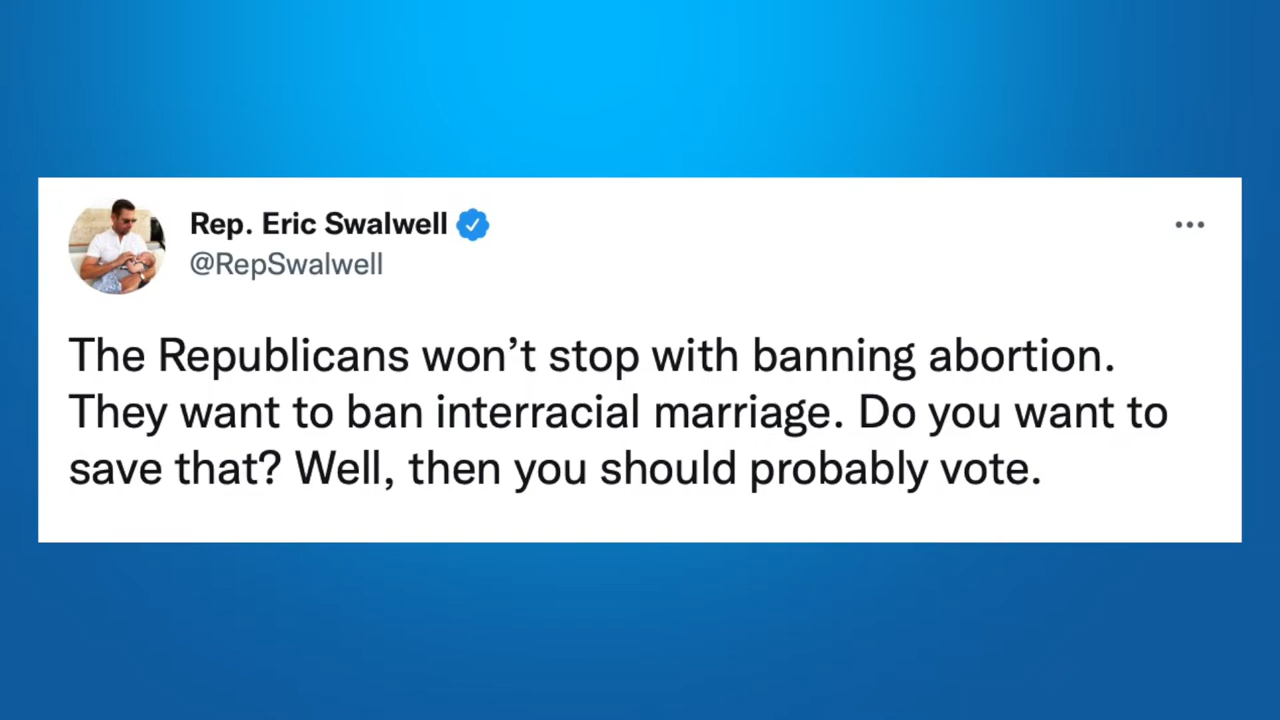 Rep. Eric Swalwell
@RepSwalwell
The Republicans won’t stop with banning abortion.
They want to ban interracial marriage. Do you want to
save that? Well, then you should probably vote.